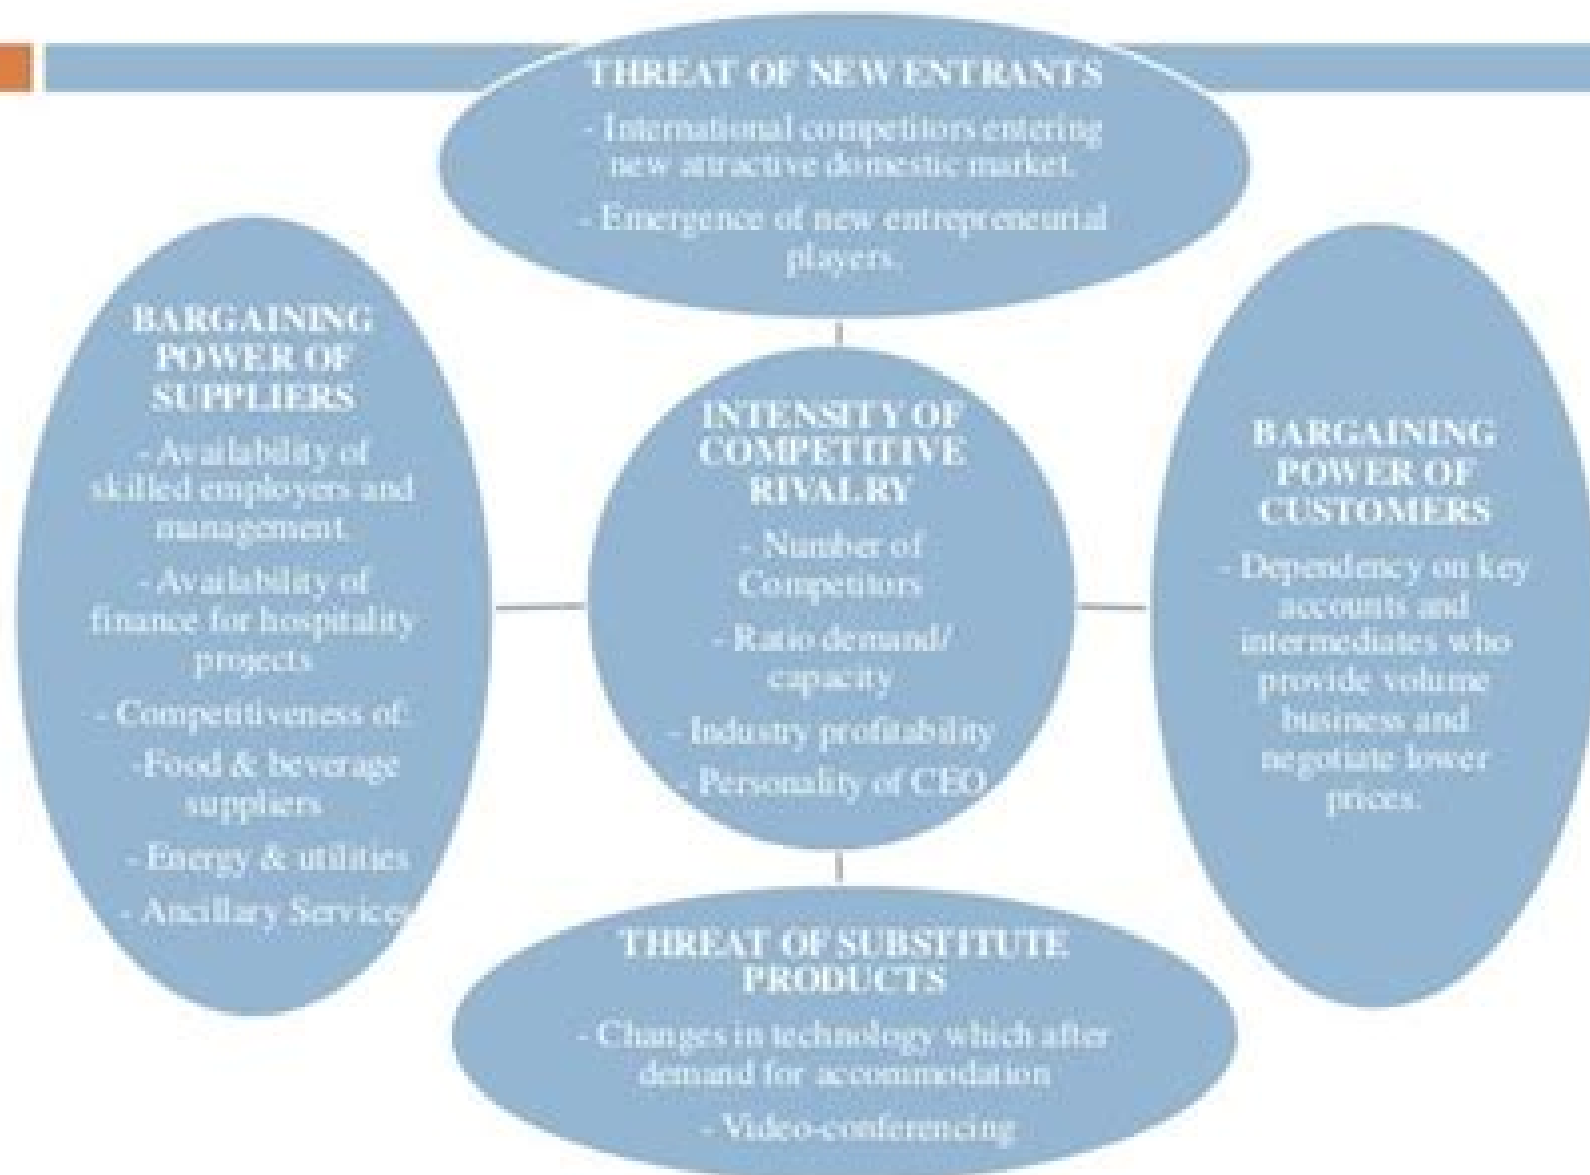 THREAT OF NEW ENTRANTS
- International competitors entering
new attractive domestic market.
- Emergence of new entrepreneurial
players.
BARGAINING
POWER OF
SUPPLIERS
- Availability of
skilled employers and
management.
- Availability of
finance for hospitality
projects
- Competitiveness of:
-Food & beverage
suppliers
- Energy & utilities
- Ancillary Services
INTENSITY OF
COMPETITIVE
RIVALRY
- Number of
Competitors
- Ratio demand/
capacity
- Industry profitability
- Personality of CEO
BARGAINING
POWER OF
CUSTOMERS
- Dependency on key
accounts and
intermediates who
provide volume
business and
negotiate lower
prices.
THREAT OF SUBSTITUTE
PRODUCTS
- Changes in technology which after
demand for accommodation
- Video-conferencing